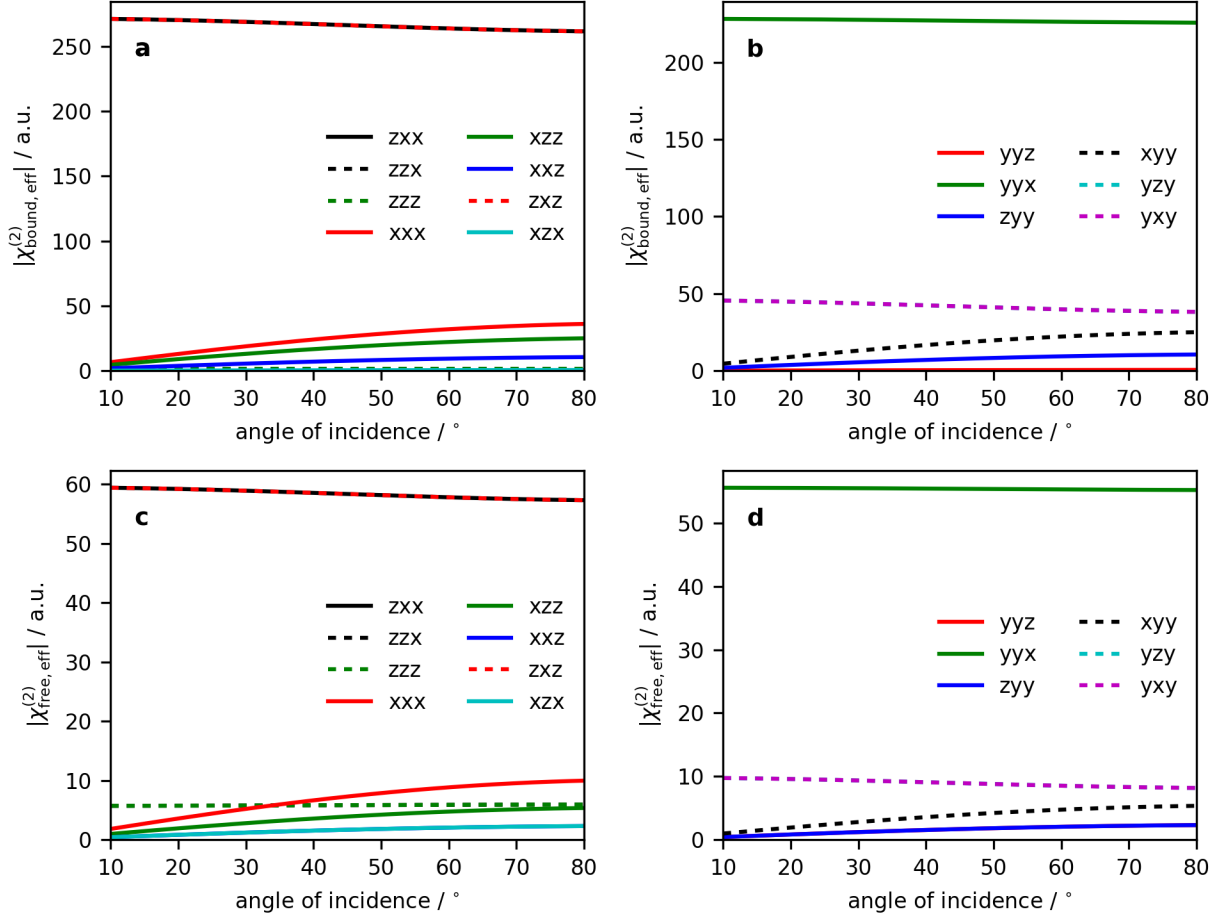 a
250
200
150
100
50
0
|χ(2)bound, eff| / a.u.
zxx
zzx
zzz
xxx
xzz
xxz
zxz
xzx
10 20 30 40 50 60 70 80
angle of incidence / °
b
200
150
100
50
0
|χ(2)bound, eff| / a.u.
yyz
yyx
zyy
xyy
yzy
yxy
10 20 30 40 50 60 70 80
angle of incidence / °
c
60
50
40
30
20
10
0
|χ(2)free, eff| / a.u.
zxx
zzx
zzz
xxx
xzz
xxz
zxz
xzx
10 20 30 40 50 60 70 80
angle of incidence / °
d
50
40
30
20
10
0
|χ(2)free, eff| / a.u.
yyz
yyx
zyy
xyy
yzy
yxy
10 20 30 40 50 60 70 80
angle of incidence / °